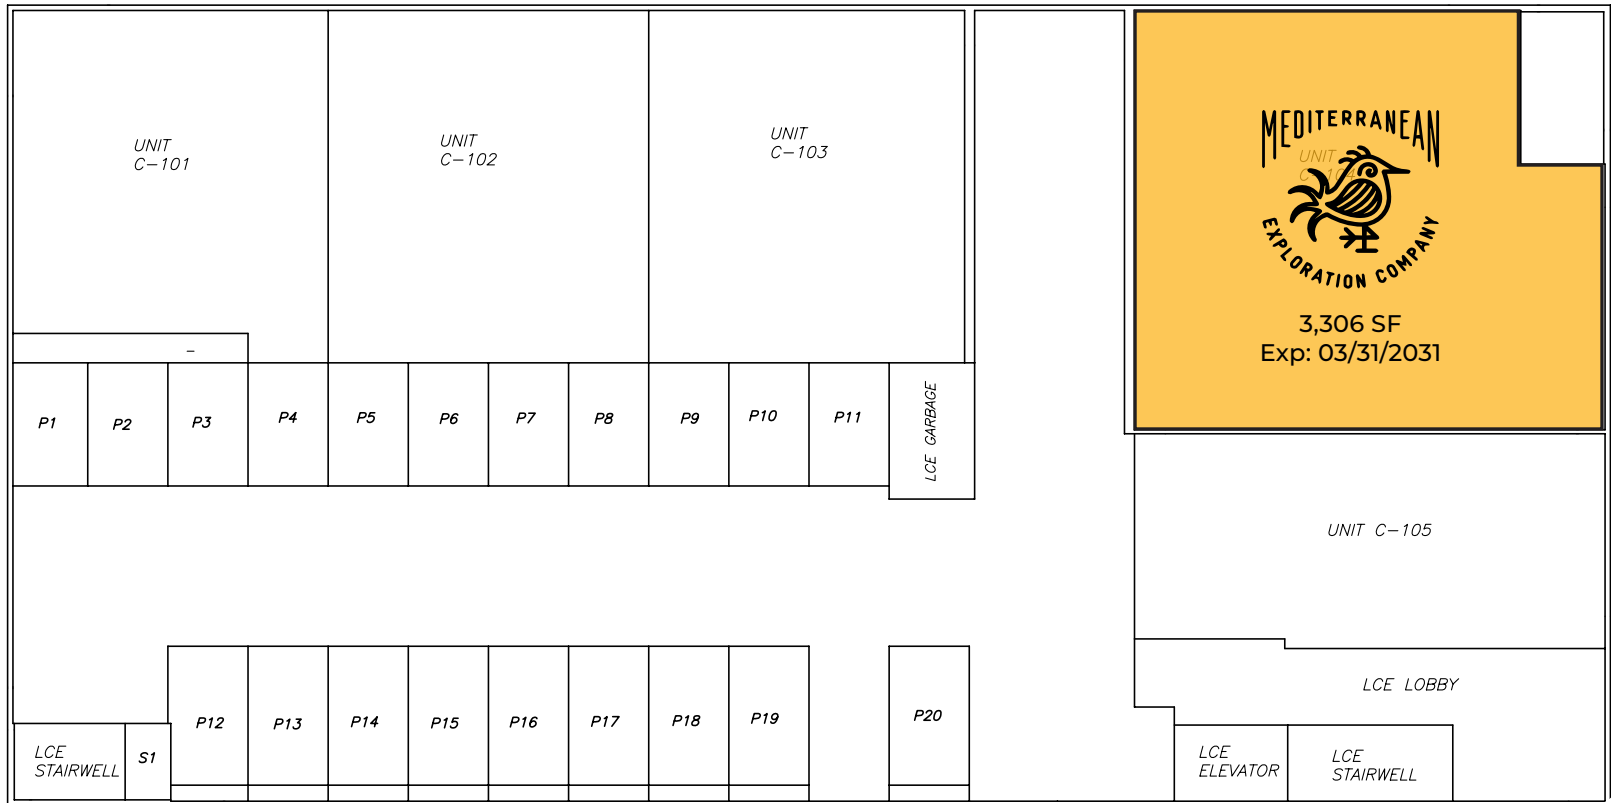 UNIT
C-101
UNIT
C-102
UNIT
C-103
MEDITERRANEAN
UNIT
C-104
EXPLORATION COMPANY
3,306 SF
Exp: 03/31/2031
P1
P2
P3
P4
P5
P6
P7
P8
P9
P10
P11
LCE GARBAGE
UNIT C-105
LCE LOBBY
P12
P13
P14
P15
P16
P17
P18
P19
P20
LCE
STAIRWELL
S1
LCE
ELEVATOR
LCE
STAIRWELL